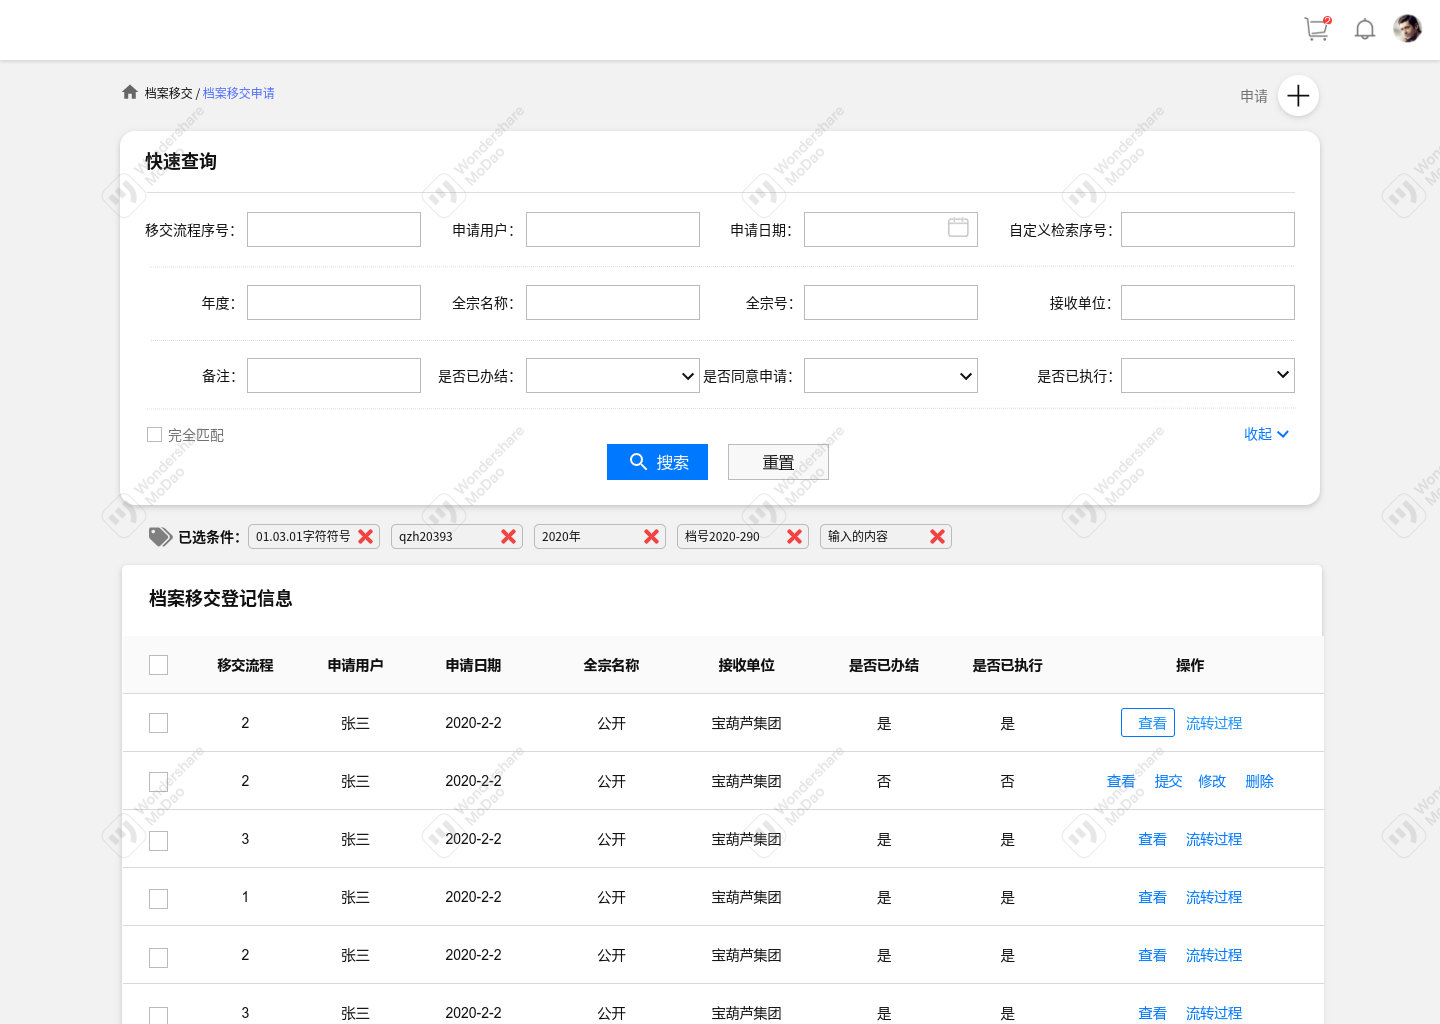 2
档案移交 / 档案移交申请
申请
快速查询
移交流程序号： 申请用户： 申请日期： 自定义检索序号：
年度： 全宗名称： 全宗号： 接收单位：
备注： 是否已办结： 是否同意申请： 是否已执行：
完全匹配 收起
搜索 重置
已选条件： 01.03.01字符符号 qzh20393 2020年 档号2020-290 输入的内容
档案移交登记信息
移交流程 申请用户 申请日期 全宗名称 接收单位 是否已办结 是否已执行 操作
2 张三 2020-2-2 公开 宝葫芦集团 是 是 查看 流转过程
2 张三 2020-2-2 公开 宝葫芦集团 否 否 查看 提交 修改 删除
3 张三 2020-2-2 公开 宝葫芦集团 是 是 查看 流转过程
1 张三 2020-2-2 公开 宝葫芦集团 是 是 查看 流转过程
2 张三 2020-2-2 公开 宝葫芦集团 是 是 查看 流转过程
3 张三 2020-2-2 公开 宝葫芦集团 是 是 查看 流转过程
Wondershare
MoDao